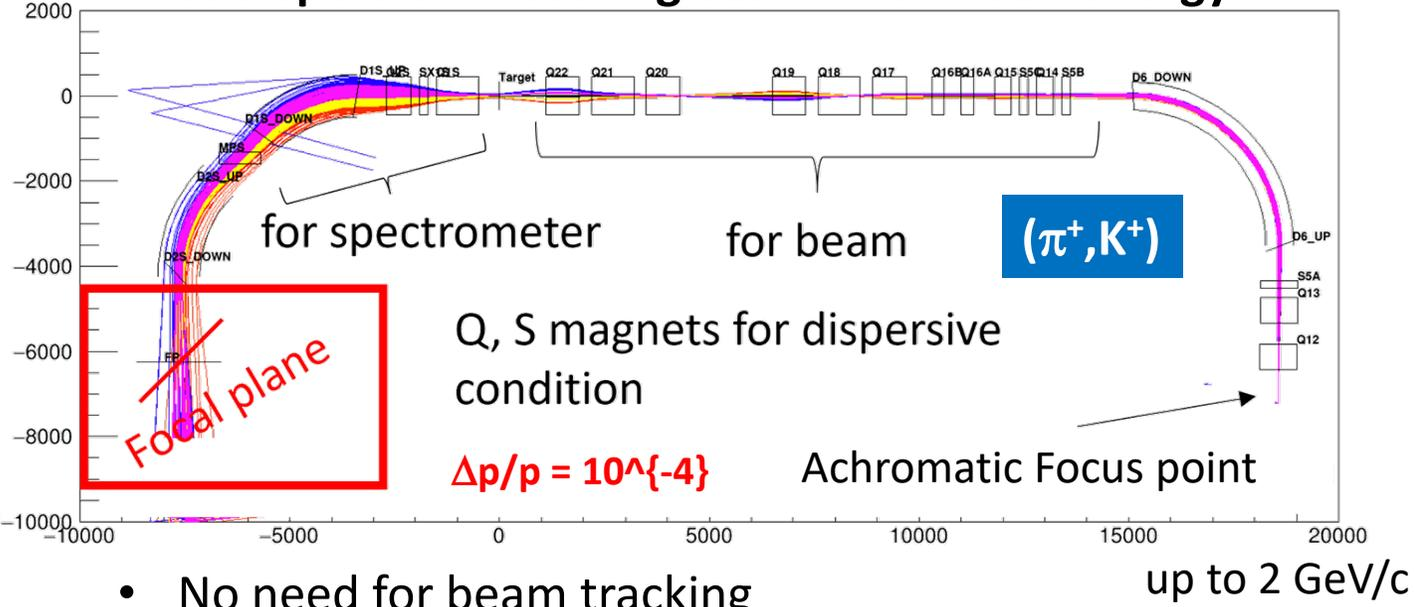 2000
0
−2000
−4000
−6000
−8000
−10000
D1S_UP SX1S
Target
Q22 Q21 Q20 Q19 Q18 Q17 Q16B Q16A Q15 Q14 S5B
D6_DOWN
D1S_DOWN
MPS
D2S_UP
for spectrometer
for beam
(π⁺,K⁺)
D6_UP
D2S_DOWN
S5A
Q13
Q12
Q, S magnets for dispersive
condition
FP
Focal plane
Δp/p = 10^{-4}
Achromatic Focus point
−10000 −5000 0 5000 10000 15000 20000
up to 2 GeV/c
• No need for beam tracking